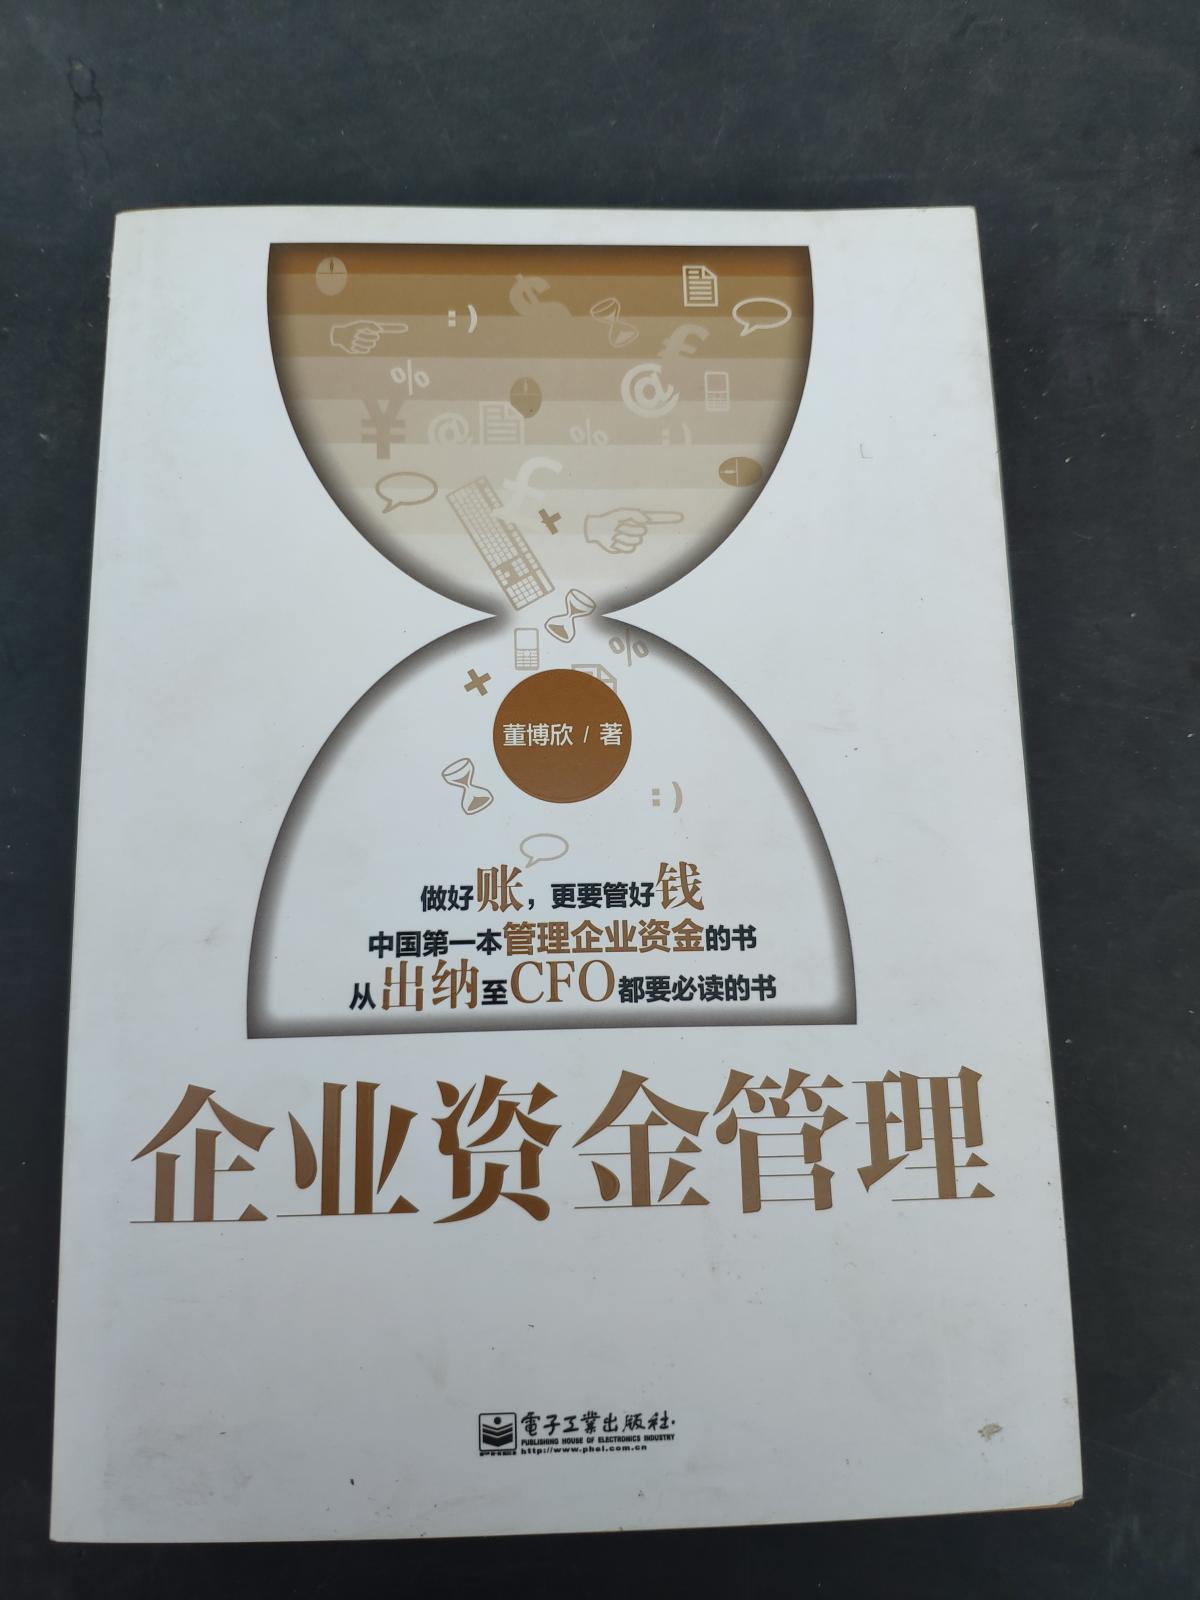 董博欣 / 著
做好账，更要管好钱
中国第一本管理企业资金的书
从出纳至CFO都要必读的书
企业资金管理
電子工業出版社
PUBLISHING HOUSE OF ELECTRONICS INDUSTRY
http://www.phei.com.cn